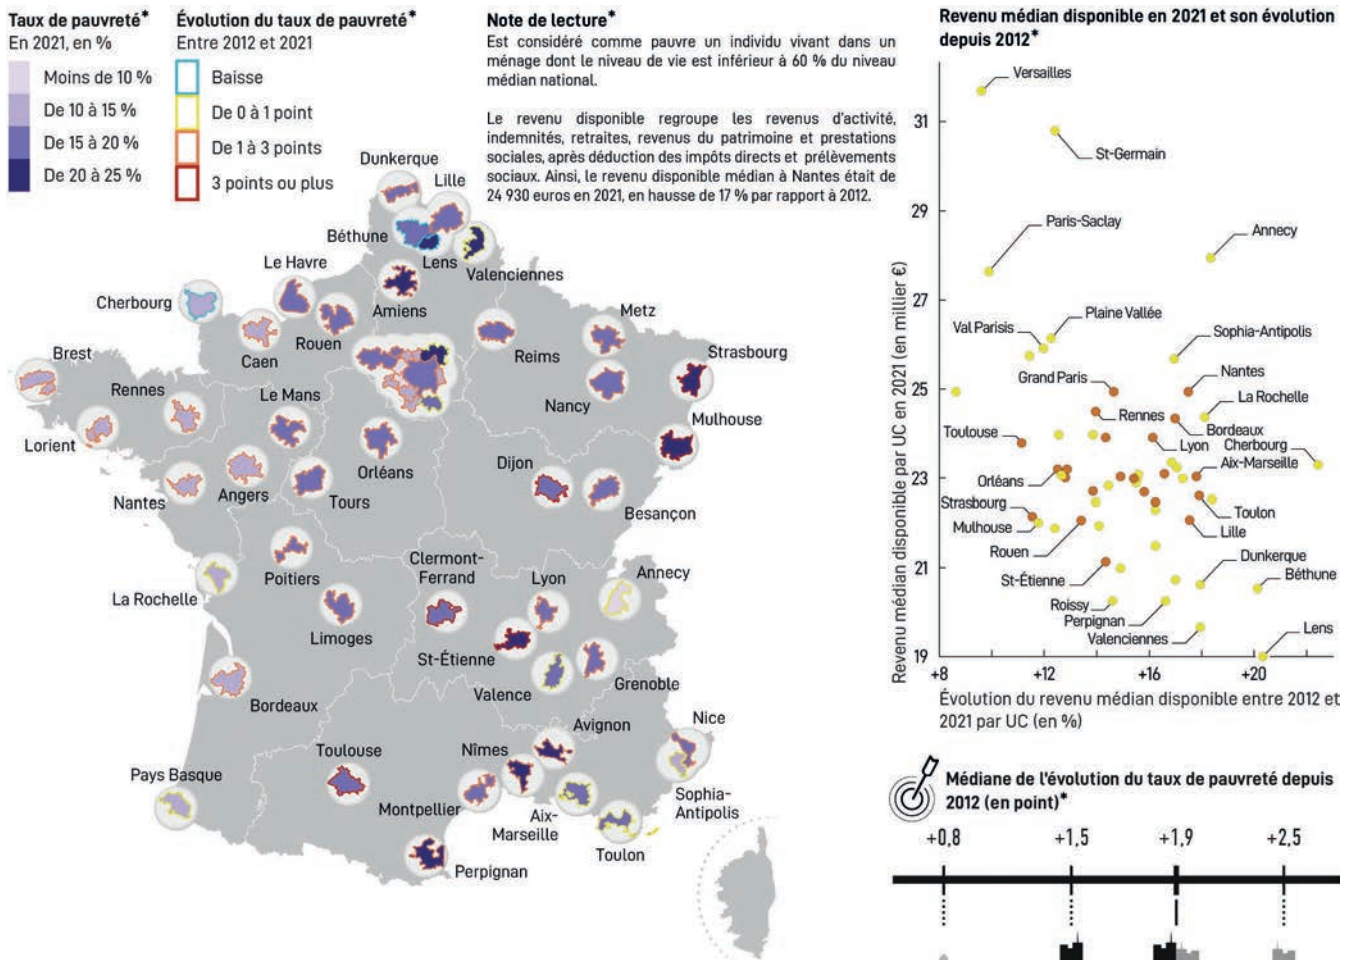 Taux de pauvreté*
En 2021, en %
Moins de 10 %
De 10 à 15 %
De 15 à 20 %
De 20 à 25 %
Évolution du taux de pauvreté*
Entre 2012 et 2021
Baisse
De 0 à 1 point
De 1 à 3 points
3 points ou plus
Note de lecture*
Est considéré comme pauvre un individu vivant dans un
ménage dont le niveau de vie est inférieur à 60 % du niveau
médian national.
Le revenu disponible regroupe les revenus d'activité,
indemnités, retraites, revenus du patrimoine et prestations
sociales, après déduction des impôts directs et prélèvements
sociaux. Ainsi, le revenu disponible médian à Nantes était de
24 930 euros en 2021, en hausse de 17 % par rapport à 2012.
Dunkerque
Lille
Béthune
Lens
Valenciennes
Le Havre
Cherbourg
Amiens
Rouen
Caen
Metz
Reims
Strasbourg
Brest
Rennes
Le Mans
Nancy
Mulhouse
Lorient
Orléans
Dijon
Nantes
Angers
Tours
Besançon
Poitiers
Clermont-
Ferrand
Lyon
Annecy
La Rochelle
Limoges
St-Étienne
Valence
Grenoble
Bordeaux
Avignon
Nice
Toulouse
Nîmes
Pays Basque
Montpellier
Aix-
Marseille
Sophia-
Antipolis
Toulon
Perpignan
Revenu médian disponible en 2021 et son évolution
depuis 2012*
Revenu médian disponible par UC en 2021 (en millier €)
31
29
27
25
23
21
19
Versailles
St-Germain
Paris-Saclay
Annecy
Plaine Vallée
Val Parisis
Sophia-Antipolis
Grand Paris
Nantes
La Rochelle
Rennes
Bordeaux
Toulouse
Lyon
Cherbourg
Aix-Marseille
Orléans
Strasbourg
Toulon
Mulhouse
Lille
Rouen
Dunkerque
St-Étienne
Béthune
Roissy
Perpignan
Valenciennes
Lens
+8
+12
+16
+20
Évolution du revenu médian disponible entre 2012 et
2021 par UC (en %)
Médiane de l'évolution du taux de pauvreté depuis
2012 (en point)*
+0,8
+1,5
+1,9
+2,5